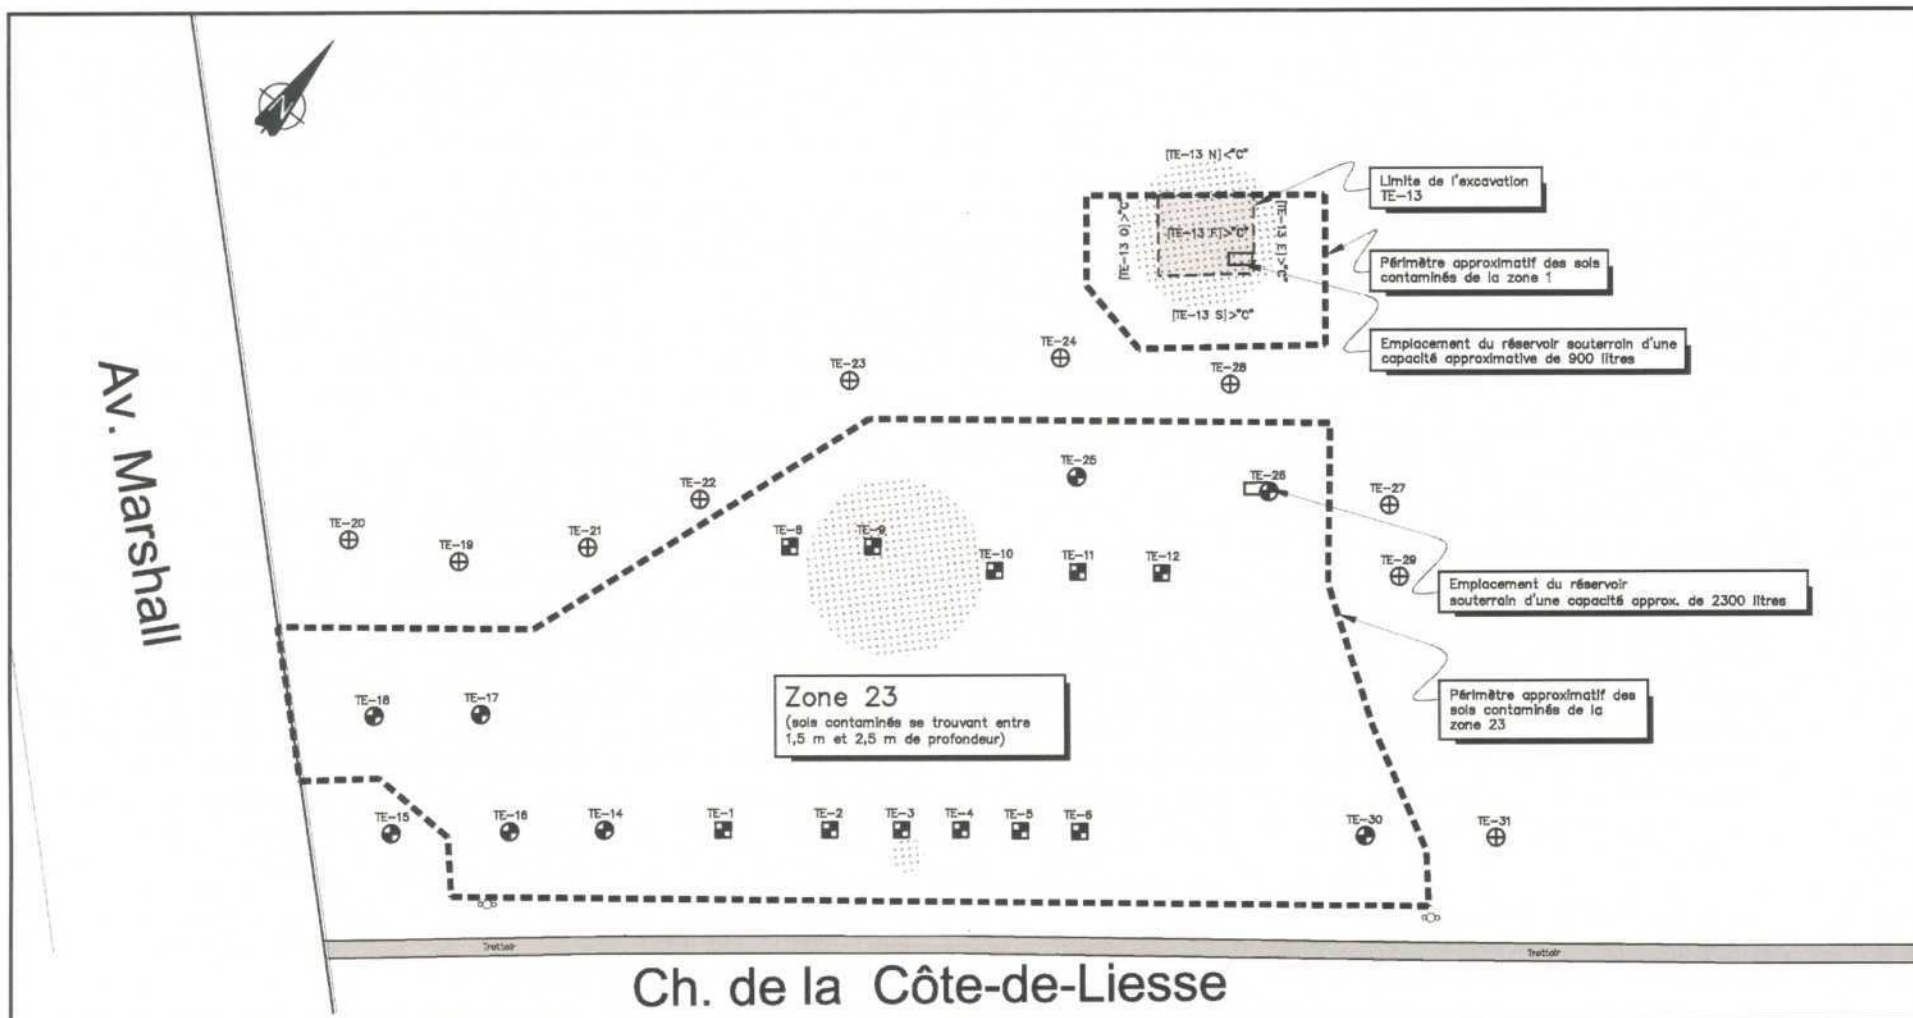 N
[TE-13 N]<"C"
[TE-13 O]>"C"
[TE-13 F]>"C"
[TE-13 E]>"C"
[TE-13 S]>"C"
Limite de l'excavation
TE-13
Périmètre approximatif des sols
contaminés de la zone 1
Emplacement du réservoir souterrain d'une
capacité approximative de 900 litres
TE-24
TE-23
TE-28
Av. Marshall
TE-25
TE-26
TE-27
TE-22
TE-20
TE-19
TE-21
TE-8
TE-9
TE-10
TE-11
TE-12
TE-29
Emplacement du réservoir
souterrain d'une capacité approx. de 2300 litres
Zone 23
(sols contaminés se trouvant entre
1,5 m et 2,5 m de profondeur)
Périmètre approximatif des
sols contaminés de la
zone 23
TE-18
TE-17
TE-15
TE-16
TE-14
TE-1
TE-2
TE-3
TE-4
TE-5
TE-6
TE-30
TE-31
Trottoir
Trottoir
Ch. de la Côte-de-Liesse